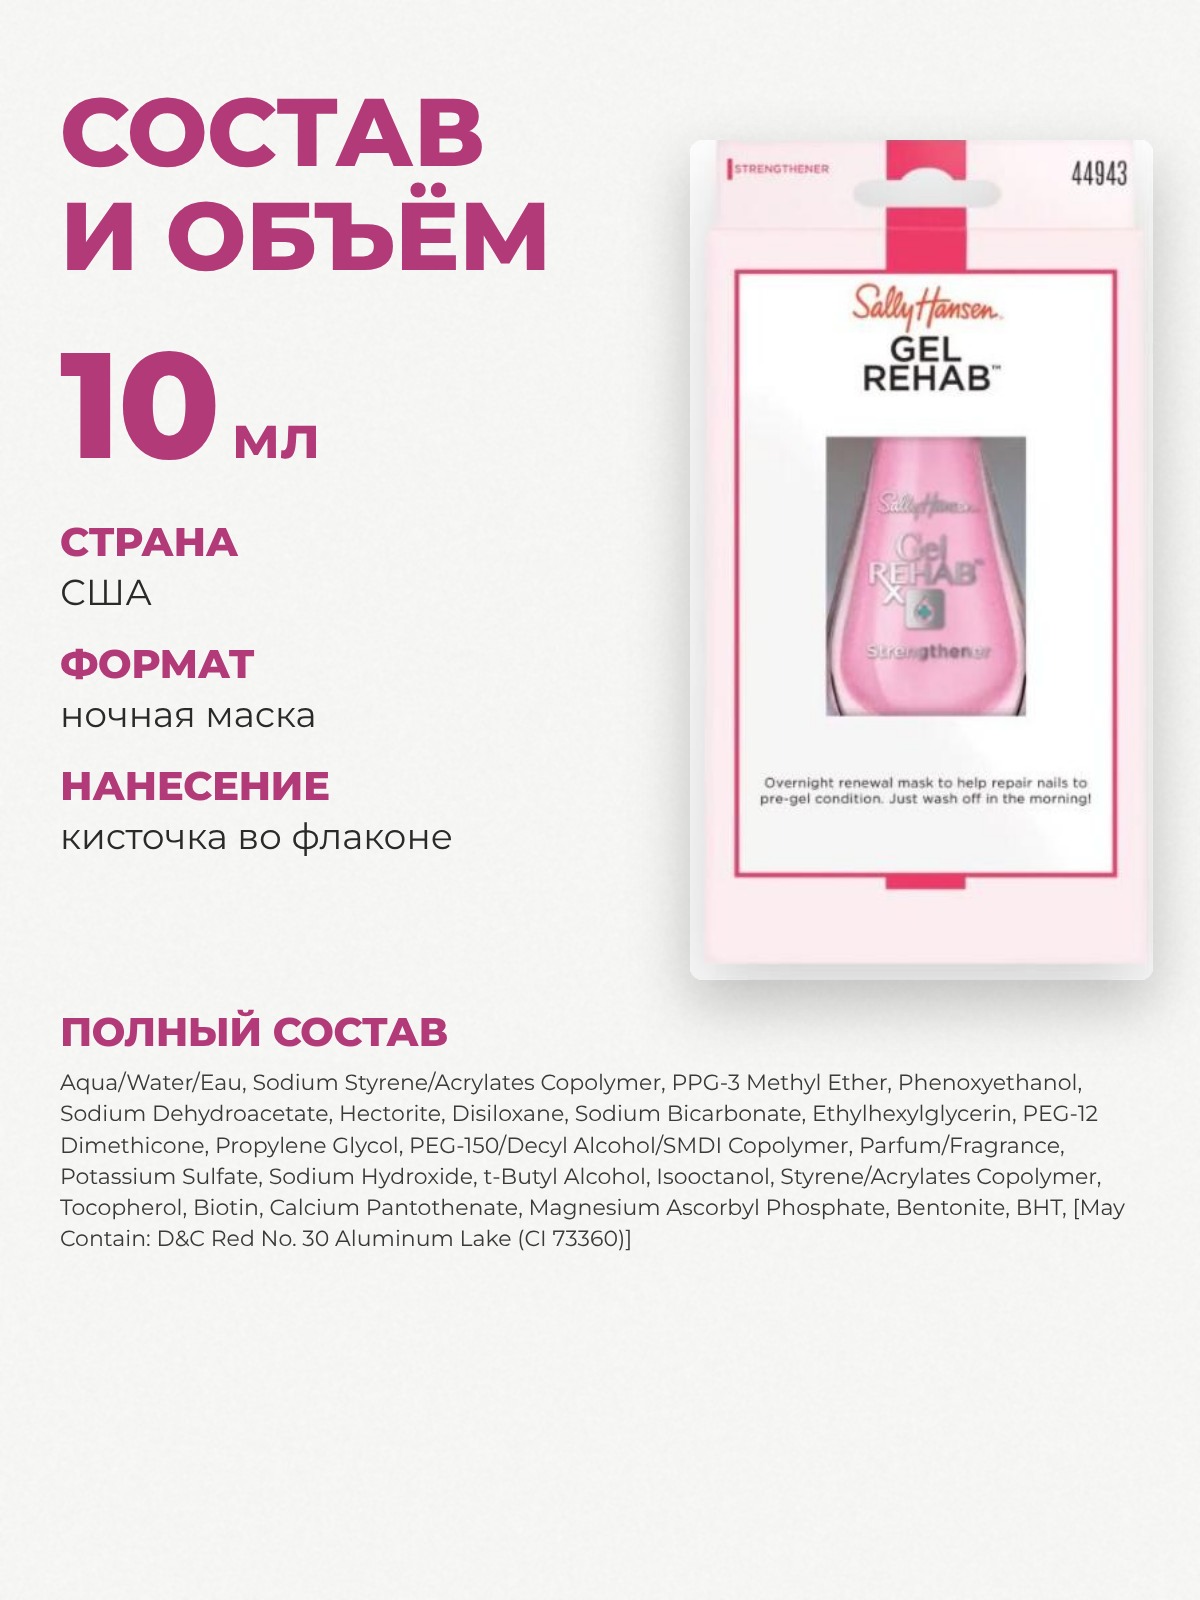 СОСТАВ
И ОБЪЁМ
10 мл
СТРАНА
США
ФОРМАТ
ночная маска
НАНЕСЕНИЕ
кисточка во флаконе
STRENGTHENER
44943
Sally Hansen
GEL
REHAB™
Sally Hansen
Gel
REHAB™
x
Strengthener
Overnight renewal mask to help repair nails to
pre-gel condition. Just wash off in the morning!
ПОЛНЫЙ СОСТАВ
Aqua/Water/Eau, Sodium Styrene/Acrylates Copolymer, PPG-3 Methyl Ether, Phenoxyethanol,
Sodium Dehydroacetate, Hectorite, Disiloxane, Sodium Bicarbonate, Ethylhexylglycerin, PEG-12
Dimethicone, Propylene Glycol, PEG-150/Decyl Alcohol/SMDI Copolymer, Parfum/Fragrance,
Potassium Sulfate, Sodium Hydroxide, t-Butyl Alcohol, Isooctanol, Styrene/Acrylates Copolymer,
Tocopherol, Biotin, Calcium Pantothenate, Magnesium Ascorbyl Phosphate, Bentonite, BHT, [May
Contain: D&C Red No. 30 Aluminum Lake (CI 73360)]